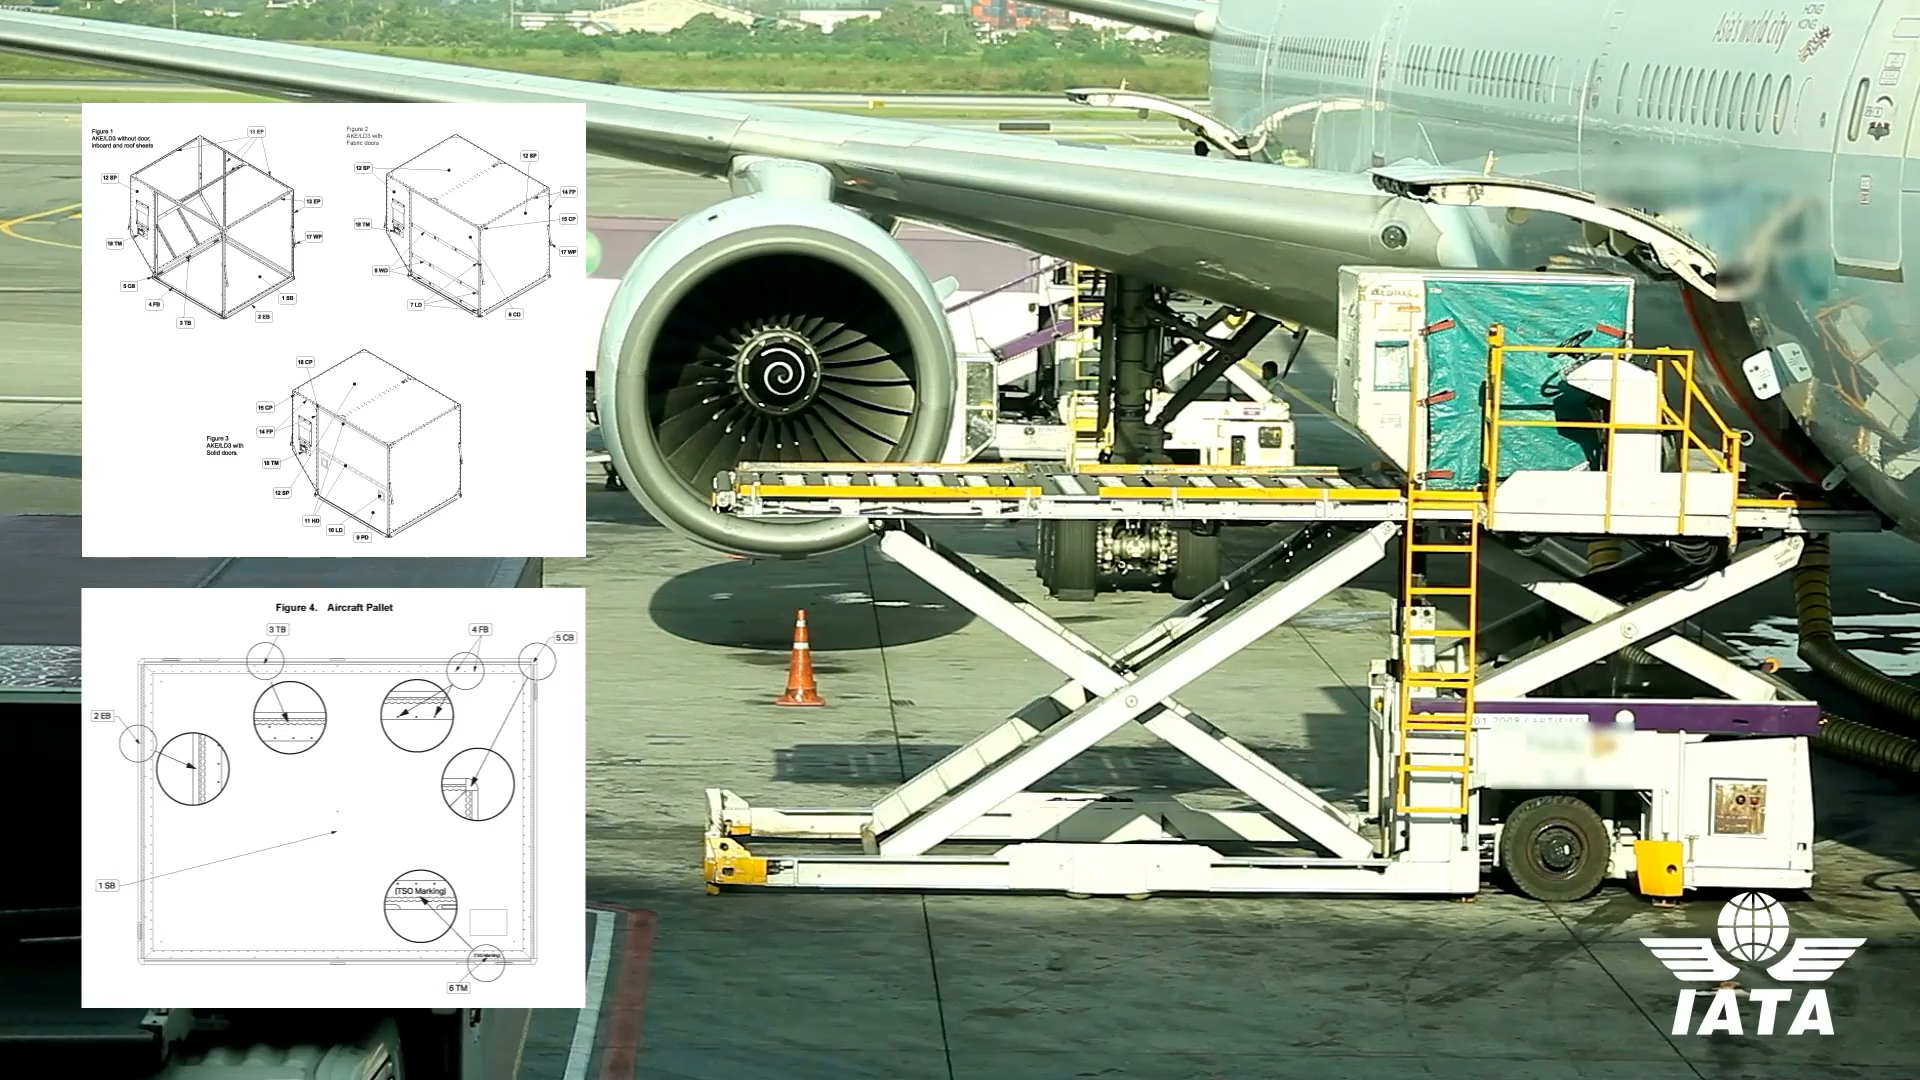 Figure 1
AKE/LD3 without door,
inboard and roof sheets
13 EP
12 SP
13 EP
17 WP
18 TM
5 CB
4 FB
3 TB
2 EB
1 SB
Figure 2
AKE/LD3 with
Fabric doors
12 SP
12 SP
14 FP
15 CP
18 TM
17 WP
8 WD
7 LD
6 CD
Figure 3
AKE/LD3 with
Solid doors
16 CP
15 CP
14 FP
18 TM
12 SP
11 HD
10 LD
9 PD
Figure 4. Aircraft Pallet
3 TB
4 FB
5 CB
2 EB
1 SB
(TSO Marking)
(TSO Marking)
6 TM
Asia's world city
HONG
KONG
IATA